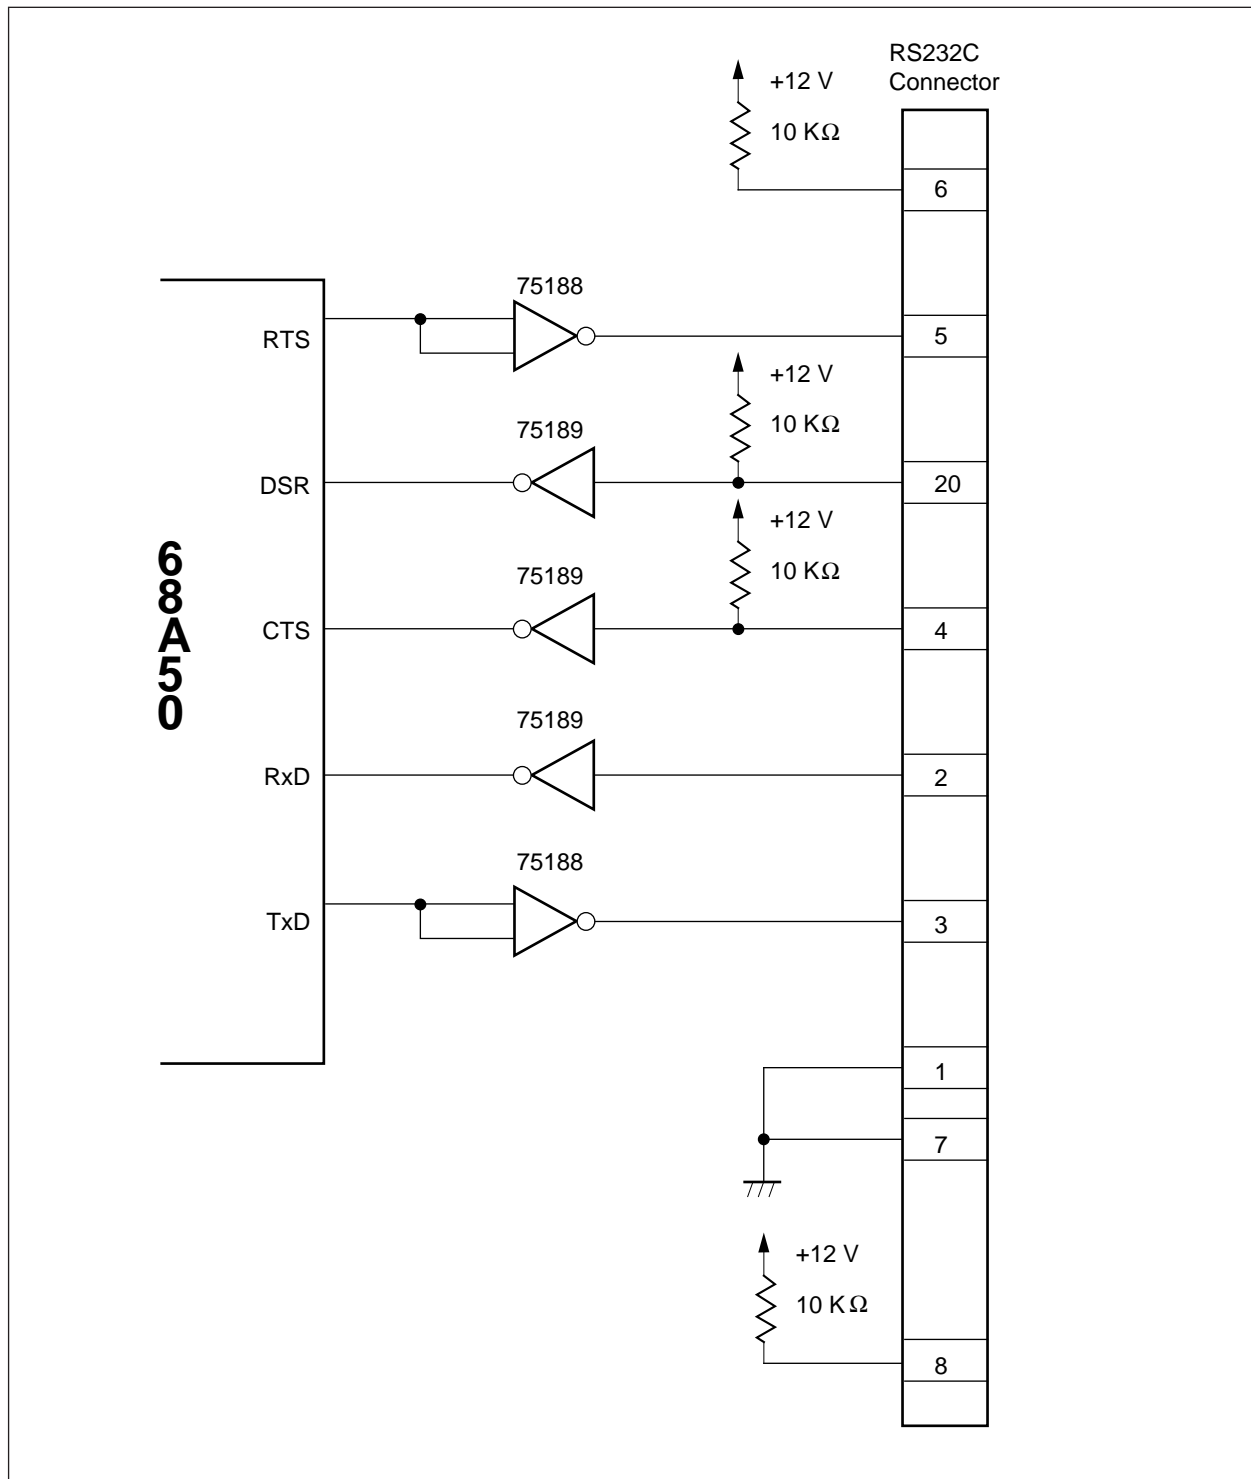 RS232C
Connector
+12 V
10 KΩ
6
75188
RTS
5
+12 V
10 KΩ
75189
DSR
20
+12 V
10 KΩ
75189
CTS
4
68A50
75189
RxD
2
75188
TxD
3
1
7
+12 V
10 KΩ
8